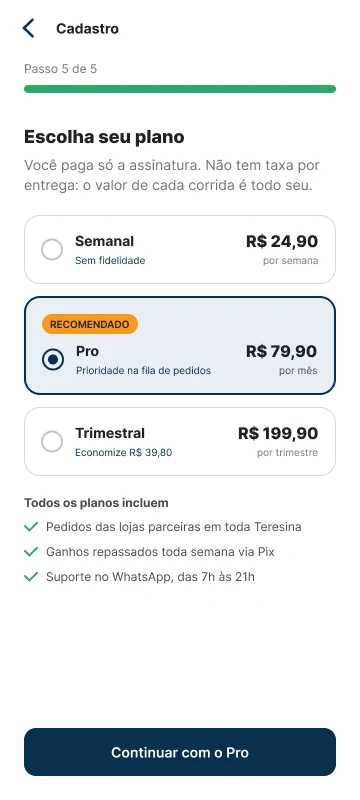 Cadastro
Passo 5 de 5
Escolha seu plano
Você paga só a assinatura. Não tem taxa por
entrega: o valor de cada corrida é todo seu.
Semanal
R$ 24,90
Sem fidelidade
por semana
RECOMENDADO
Pro
R$ 79,90
Prioridade na fila de pedidos
por mês
Trimestral
R$ 199,90
Economize R$ 39,80
por trimestre
Todos os planos incluem
Pedidos das lojas parceiras em toda Teresina
Ganhos repassados toda semana via Pix
Suporte no WhatsApp, das 7h às 21h
Continuar com o Pro